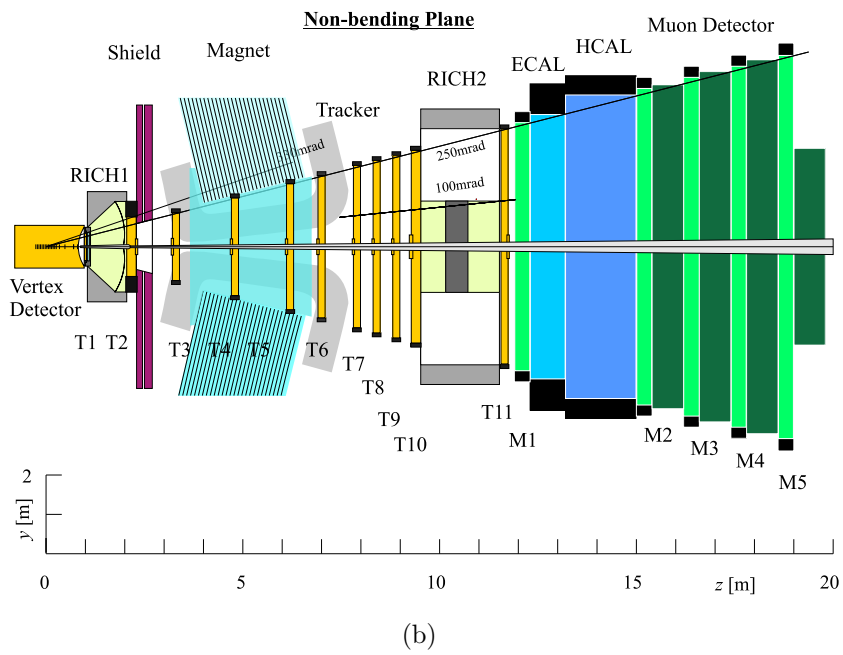 Non-bending Plane
Muon Detector
HCAL
Shield
Magnet
ECAL
RICH2
Tracker
250mrad
RICH1
100mrad
Vertex
Detector
T1
T2
T3
T4
T5
T6
T7
T8
T9
T10
T11
M1
M2
M3
M4
M5
2
y [m]
0
5
10
15
20
z [m]
(b)